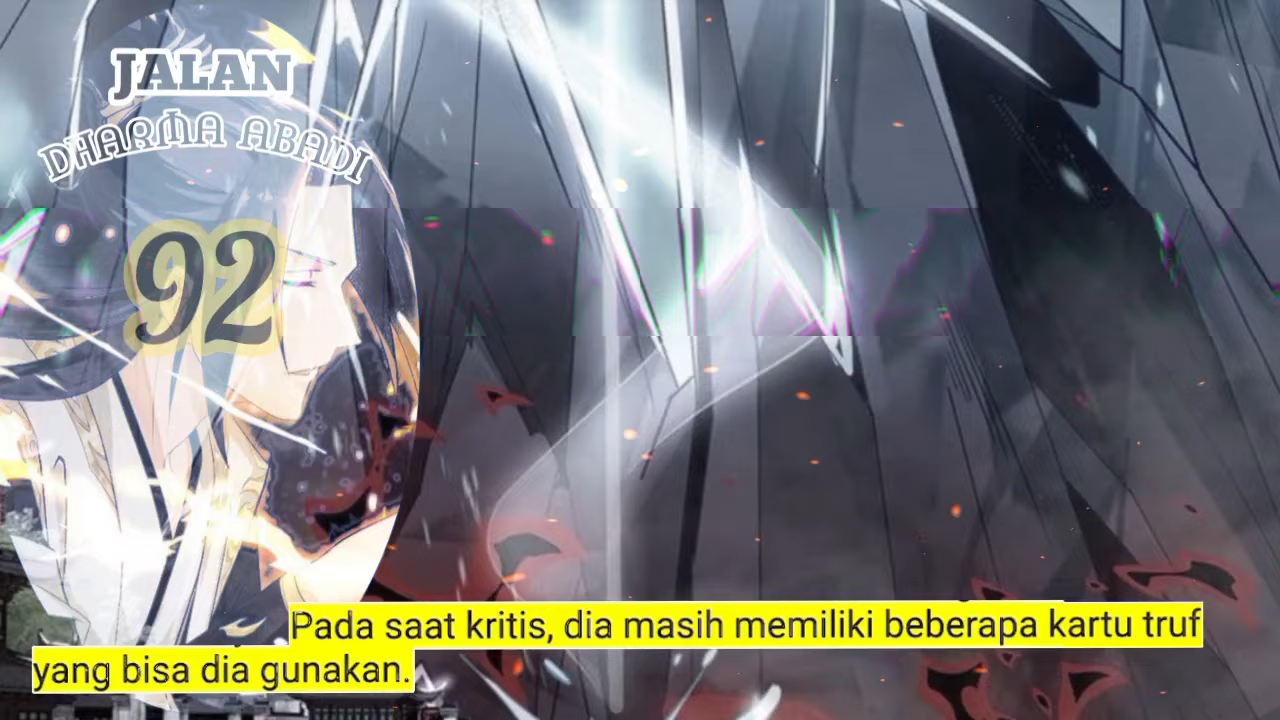 JALAN
DHARMA ABADI
92
Pada saat kritis, dia masih memiliki beberapa kartu truf
yang bisa dia gunakan.